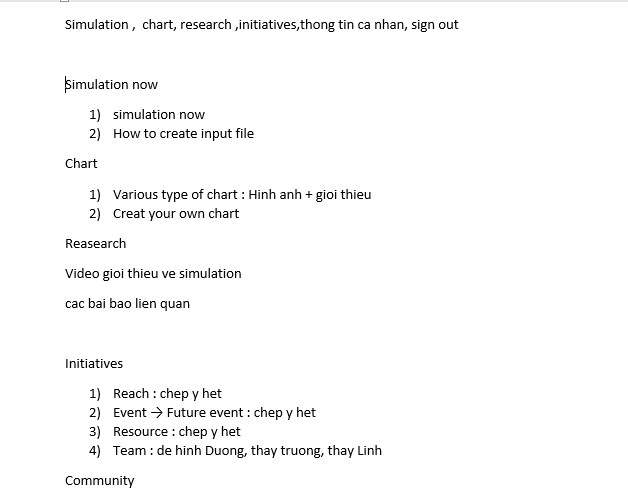 Simulation , chart, research ,initiatives,thong tin ca nhan, sign out
Simulation now
1) simulation now
2) How to create input file
Chart
1) Various type of chart : Hinh anh + gioi thieu
2) Creat your own chart
Reasearch
Video gioi thieu ve simulation
cac bai bao lien quan
Initiatives
1) Reach : chep y het
2) Event → Future event : chep y het
3) Resource : chep y het
4) Team : de hinh Duong, thay truong, thay Linh
Community